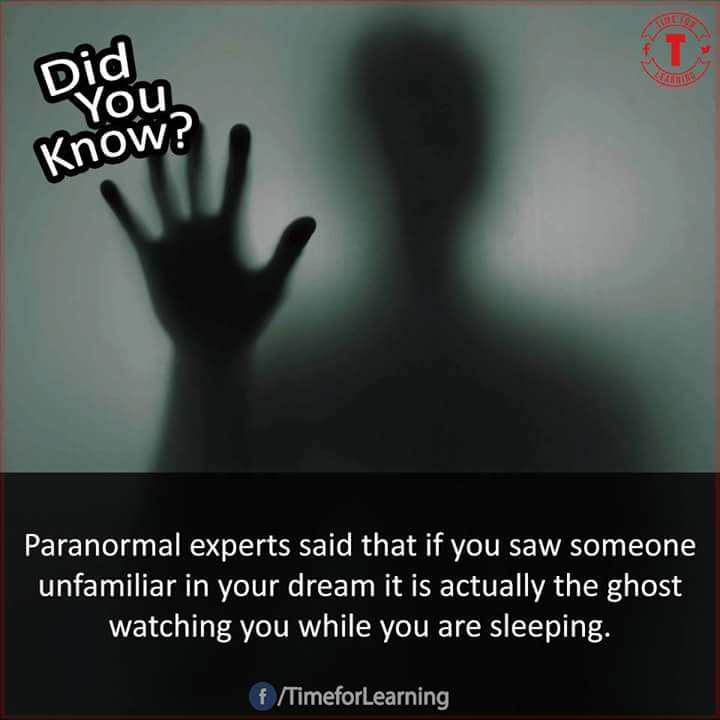 Did
You
Know?
TIME FOR
T
LEARNING
Paranormal experts said that if you saw someone
unfamiliar in your dream it is actually the ghost
watching you while you are sleeping.
f /TimeforLearning